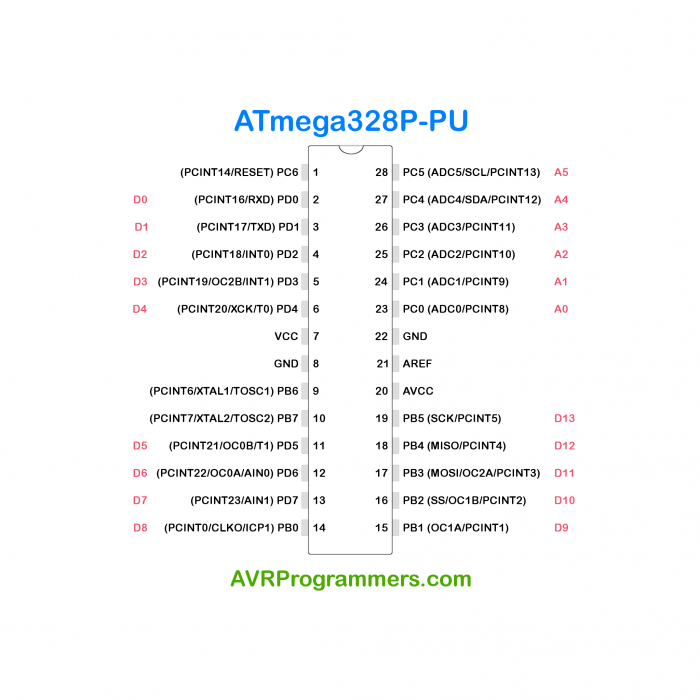 ATmega328P-PU
(PCINT14/RESET) PC6 1 28 PC5 (ADC5/SCL/PCINT13) A5
D0 (PCINT16/RXD) PD0 2 27 PC4 (ADC4/SDA/PCINT12) A4
D1 (PCINT17/TXD) PD1 3 26 PC3 (ADC3/PCINT11) A3
D2 (PCINT18/INT0) PD2 4 25 PC2 (ADC2/PCINT10) A2
D3 (PCINT19/OC2B/INT1) PD3 5 24 PC1 (ADC1/PCINT9) A1
D4 (PCINT20/XCK/T0) PD4 6 23 PC0 (ADC0/PCINT8) A0
VCC 7 22 GND
GND 8 21 AREF
(PCINT6/XTAL1/TOSC1) PB6 9 20 AVCC
(PCINT7/XTAL2/TOSC2) PB7 10 19 PB5 (SCK/PCINT5) D13
D5 (PCINT21/OC0B/T1) PD5 11 18 PB4 (MISO/PCINT4) D12
D6 (PCINT22/OC0A/AIN0) PD6 12 17 PB3 (MOSI/OC2A/PCINT3) D11
D7 (PCINT23/AIN1) PD7 13 16 PB2 (SS/OC1B/PCINT2) D10
D8 (PCINT0/CLKO/ICP1) PB0 14 15 PB1 (OC1A/PCINT1) D9
AVRProgrammers.com